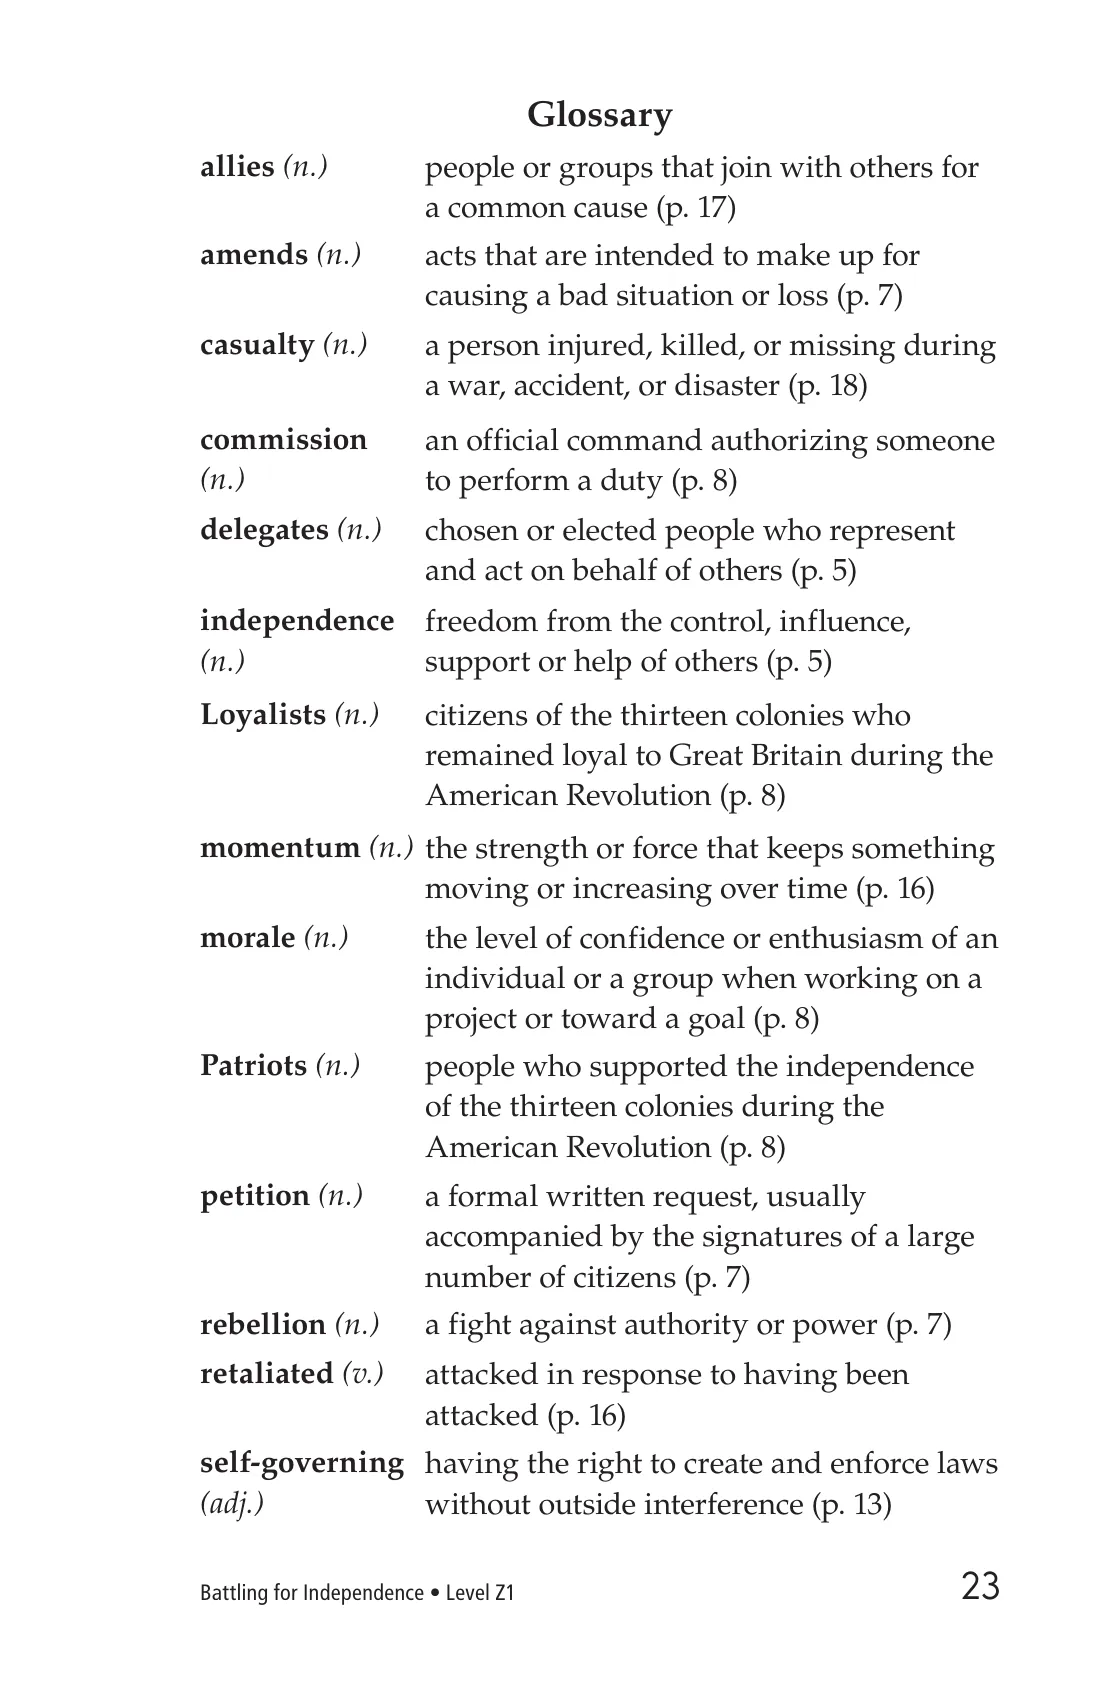 Glossary
allies (n.) people or groups that join with others for
a common cause (p. 17)
amends (n.) acts that are intended to make up for
causing a bad situation or loss (p. 7)
casualty (n.) a person injured, killed, or missing during
a war, accident, or disaster (p. 18)
commission an official command authorizing someone
(n.) to perform a duty (p. 8)
delegates (n.) chosen or elected people who represent
and act on behalf of others (p. 5)
independence freedom from the control, influence,
(n.) support or help of others (p. 5)
Loyalists (n.) citizens of the thirteen colonies who
remained loyal to Great Britain during the
American Revolution (p. 8)
momentum (n.) the strength or force that keeps something
moving or increasing over time (p. 16)
morale (n.) the level of confidence or enthusiasm of an
individual or a group when working on a
project or toward a goal (p. 8)
Patriots (n.) people who supported the independence
of the thirteen colonies during the
American Revolution (p. 8)
petition (n.) a formal written request, usually
accompanied by the signatures of a large
number of citizens (p. 7)
rebellion (n.) a fight against authority or power (p. 7)
retaliated (v.) attacked in response to having been
attacked (p. 16)
self-governing having the right to create and enforce laws
(adj.) without outside interference (p. 13)
Battling for Independence • Level Z1 23